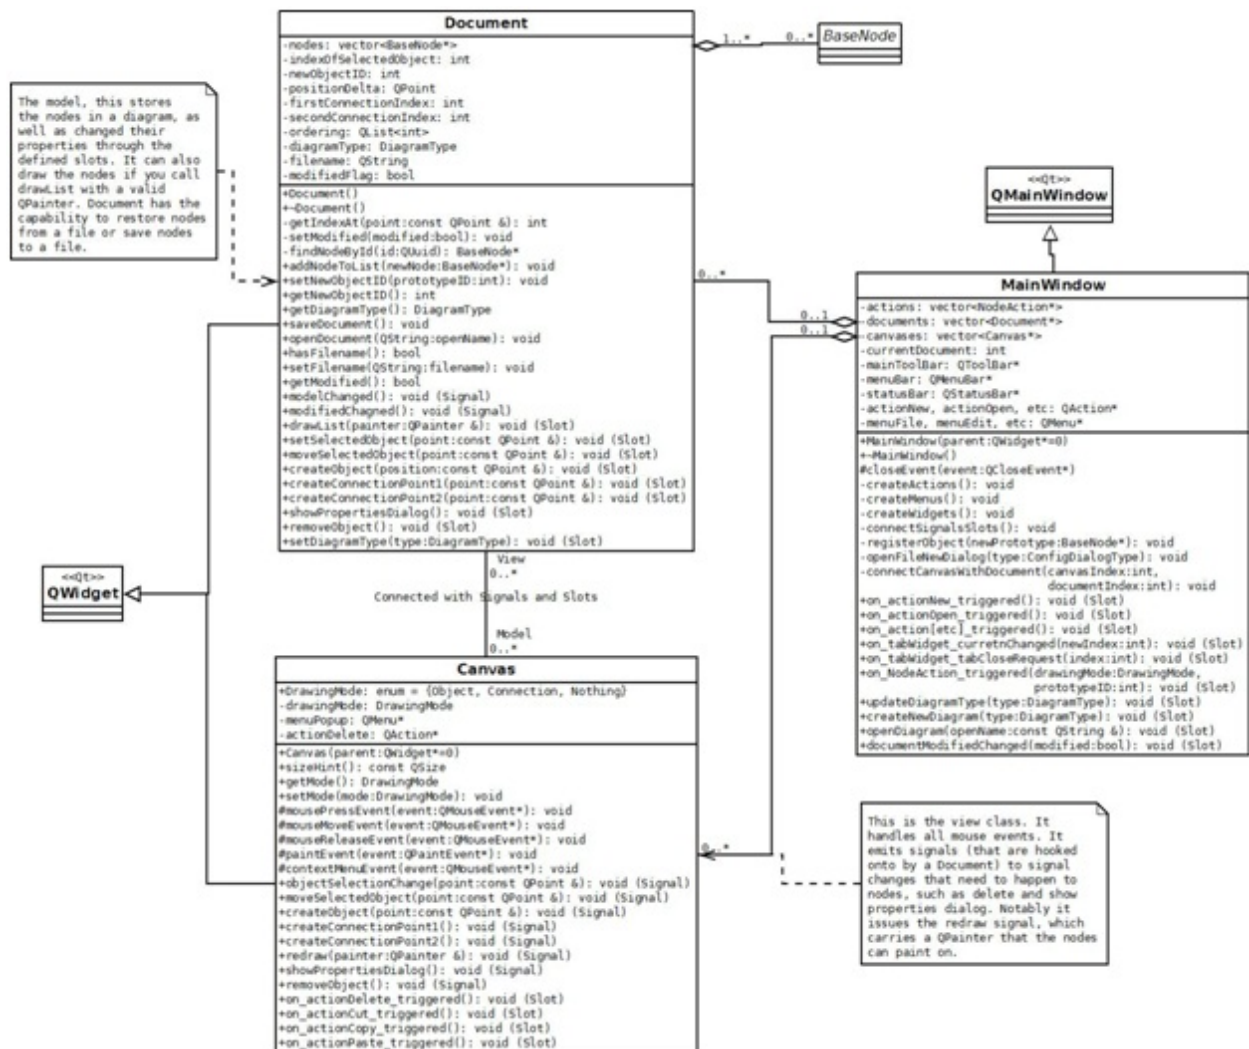 Document
-nodes: vector<BaseNode*>
-indexOfSelectedObject: int
-newObjectID: int
-positionDelta: QPoint
-firstConnectionIndex: int
-secondConnectionIndex: int
-ordering: QList<int>
-diagramType: DiagramType
-filename: QString
-modifiedFlag: bool
+Document()
+~Document()
-getIndexAt(point:const QPoint &): int
-setModified(modified:bool): void
-findNodeById(id:QUuid): BaseNode*
+addNodeToList(newNode:BaseNode*): void
+setNewObjectID(prototypeID:int): void
+getNewObjectID(): int
+getDiagramType(): DiagramType
+saveDocument(): void
+openDocument(QString:openName): void
+hasFilename(): bool
+setFilename(QString:filename): void
+getModified(): bool
+modelChanged(): void (Signal)
+modifiedChagned(): void (Signal)
+drawList(painter:QPainter &): void (Slot)
+setSelectedObject(point:const QPoint &): void (Slot)
+moveSelectedObject(point:const QPoint &): void (Slot)
+createObject(position:const QPoint &): void (Slot)
+createConnectionPoint1(point:const QPoint &): void (Slot)
+createConnectionPoint2(point:const QPoint &): void (Slot)
+showPropertiesDialog(): void (Slot)
+removeObject(): void (Slot)
+setDiagramType(type:DiagramType): void (Slot)
1..*
0..*
BaseNode
The model, this stores
the nodes in a diagram, as
well as changed their
properties through the
defined slots. It can also
draw the nodes if you call
drawList with a valid
QPainter. Document has the
capability to restore nodes
from a file or save nodes
to a file.
<<Qt>>
QMainWindow
0..*
0..1
0..1
MainWindow
-actions: vector<NodeAction*>
-documents: vector<Document*>
-canvases: vector<Canvas*>
-currentDocument: int
-mainToolBar: QToolBar*
-menuBar: QMenuBar*
-statusBar: QStatusBar*
-actionNew, actionOpen, etc: QAction*
-menuFile, menuEdit, etc: QMenu*
+MainWindow(parent:QWidget*=0)
+~MainWindow()
#closeEvent(event:QCloseEvent*)
-createActions(): void
-createMenus(): void
-createWidgets(): void
-connectSignalsSlots(): void
-registerObject(newPrototype:BaseNode*): void
-openFileNewDialog(type:ConfigDialogType): void
-connectCanvasWithDocument(canvasIndex:int,
documentIndex:int): void
+on_actionNew_triggered(): void (Slot)
+on_actionOpen_triggered(): void (Slot)
+on_action[etc]_triggered(): void (Slot)
+on_tabWidget_curretnChanged(newIndex:int): void (Slot)
+on_tabWidget_tabCloseRequest(index:int): void (Slot)
+on_NodeAction_triggered(drawingMode:DrawingMode,
prototypeID:int): void (Slot)
+updateDiagramType(type:DiagramType): void (Slot)
+createNewDiagram(type:DiagramType): void (Slot)
+openDiagram(openName:const QString &): void (Slot)
+documentModifiedChanged(modified:bool): void (Slot)
<<Qt>>
QWidget
View
0..*
Connected with Signals and Slots
Model
0..*
Canvas
+DrawingMode: enum = {Object, Connection, Nothing}
-drawingMode: DrawingMode
-menuPopup: QMenu*
-actionDelete: QAction*
+Canvas(parent:QWidget*=0)
+sizeHint(): const QSize
+getMode(): DrawingMode
+setMode(mode:DrawingMode): void
#mousePressEvent(event:QMouseEvent*): void
#mouseMoveEvent(event:QMouseEvent*): void
#mouseReleaseEvent(event:QMouseEvent*): void
#paintEvent(event:QPaintEvent*): void
#contextMenuEvent(event:QMouseEvent*): void
+objectSelectionChange(point:const QPoint &): void (Signal)
+moveSelectedObject(point:const QPoint &): void (Signal)
+createObject(point:const QPoint &): void (Signal)
+createConnectionPoint1(): void (Signal)
+createConnectionPoint2(): void (Signal)
+redraw(painter:QPainter &): void (Signal)
+showPropertiesDialog(): void (Signal)
+removeObject(): void (Signal)
+on_actionDelete_triggered(): void (Slot)
+on_actionCut_triggered(): void (Slot)
+on_actionCopy_triggered(): void (Slot)
+on_actionPaste_triggered(): void (Slot)
0..*
This is the view class. It
handles all mouse events. It
emits signals (that are hooked
onto by a Document) to signal
changes that need to happen to
nodes, such as delete and show
properties dialog. Notably it
issues the redraw signal, which
carries a QPainter that the nodes
can paint on.